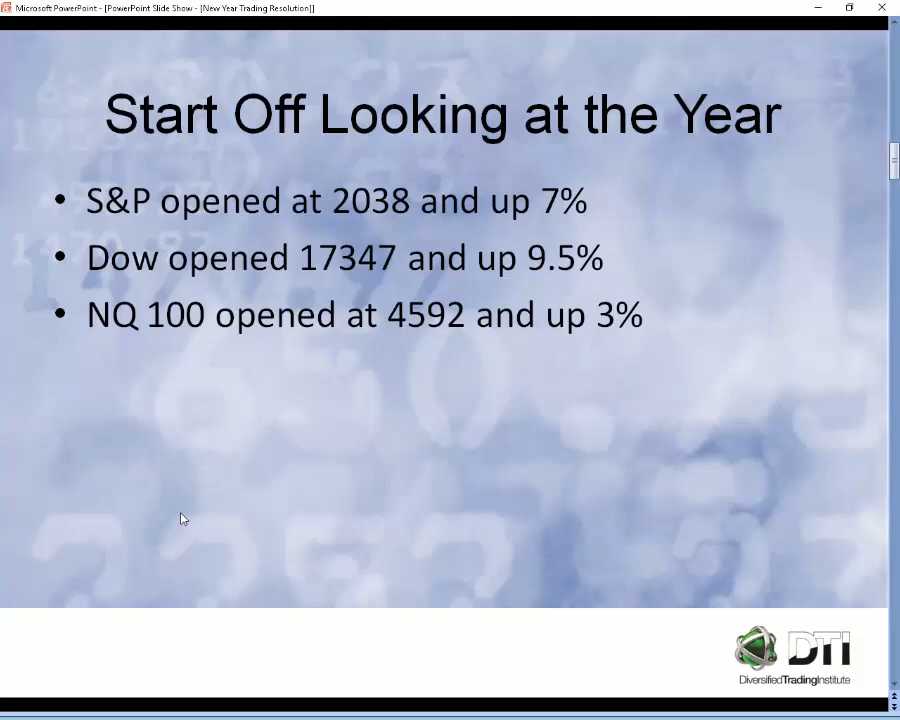 Microsoft PowerPoint - [PowerPoint Slide Show - [New Year Trading Resolution]]
Start Off Looking at the Year
• S&P opened at 2038 and up 7%
• Dow opened 17347 and up 9.5%
• NQ 100 opened at 4592 and up 3%
DTI
DiversifiedTradingInstitute